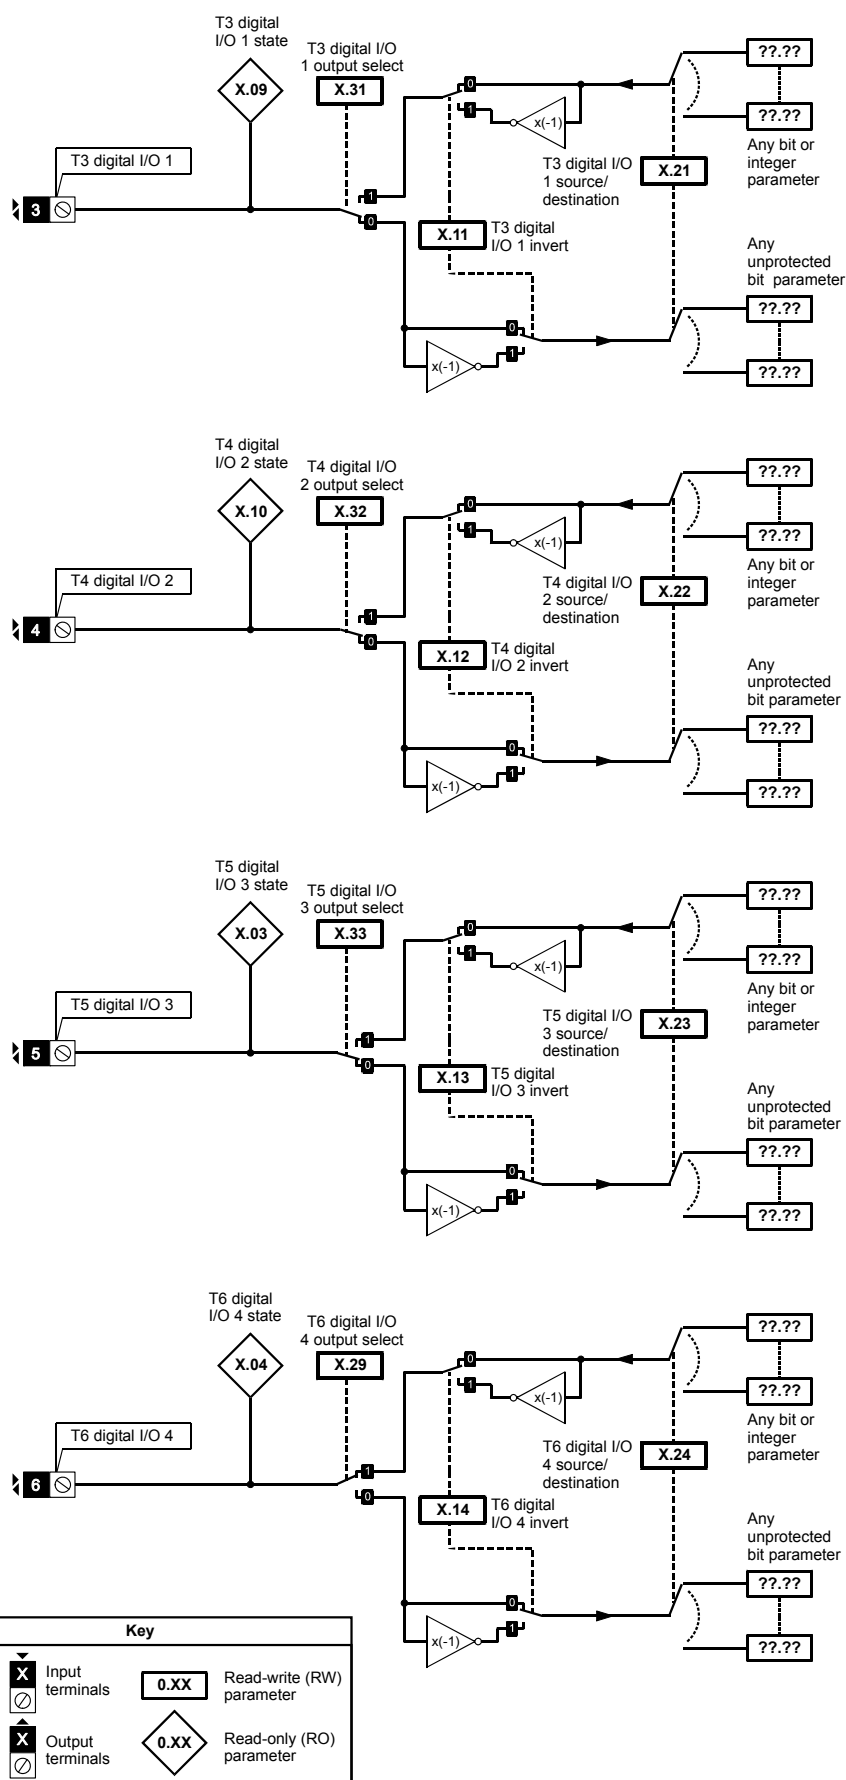 T3 digital
I/O 1 state
T3 digital I/O
1 output select
X.09
X.31
0
1
x(-1)
??.??
??.??
Any bit or
integer
parameter
T3 digital I/O 1
T3 digital I/O
1 source/
destination
X.21
3
1
0
X.11
T3 digital
I/O 1 invert
Any
unprotected
bit parameter
0
1
x(-1)
??.??
??.??
T4 digital
I/O 2 state
T4 digital I/O
2 output select
X.10
X.32
0
1
x(-1)
??.??
??.??
Any bit or
integer
parameter
T4 digital I/O 2
T4 digital I/O
2 source/
destination
X.22
4
1
0
X.12
T4 digital
I/O 2 invert
Any
unprotected
bit parameter
0
1
x(-1)
??.??
??.??
T5 digital
I/O 3 state
T5 digital I/O
3 output select
X.03
X.33
0
1
x(-1)
??.??
??.??
Any bit or
integer
parameter
T5 digital I/O 3
T5 digital I/O
3 source/
destination
X.23
5
1
0
X.13
T5 digital
I/O 3 invert
Any
unprotected
bit parameter
0
1
x(-1)
??.??
??.??
T6 digital
I/O 4 state
T6 digital I/O
4 output select
X.04
X.29
0
1
x(-1)
??.??
??.??
Any bit or
integer
parameter
T6 digital I/O 4
T6 digital I/O
4 source/
destination
X.24
6
1
0
X.14
T6 digital
I/O 4 invert
Any
unprotected
bit parameter
0
1
x(-1)
??.??
??.??
Key
X
Input
terminals
0.XX
Read-write (RW)
parameter
X
Output
terminals
0.XX
Read-only (RO)
parameter